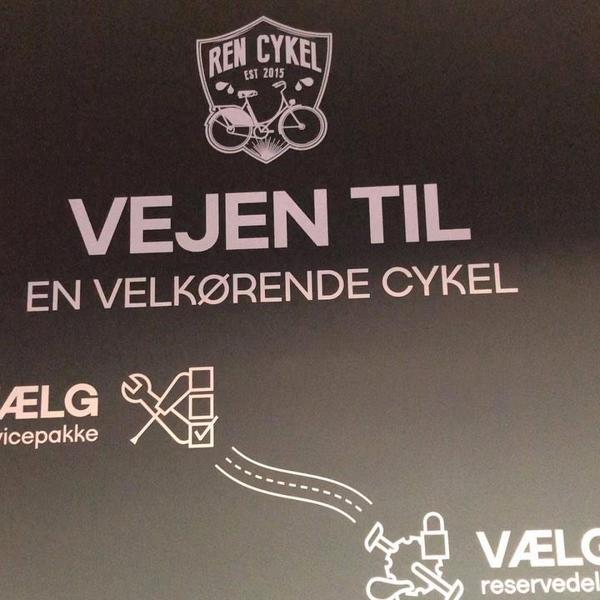 REN CYKEL
EST 2015
VEJEN TIL
EN VELKØRENDE CYKEL
ÆLG
vicepakke
VÆLG
reservedel